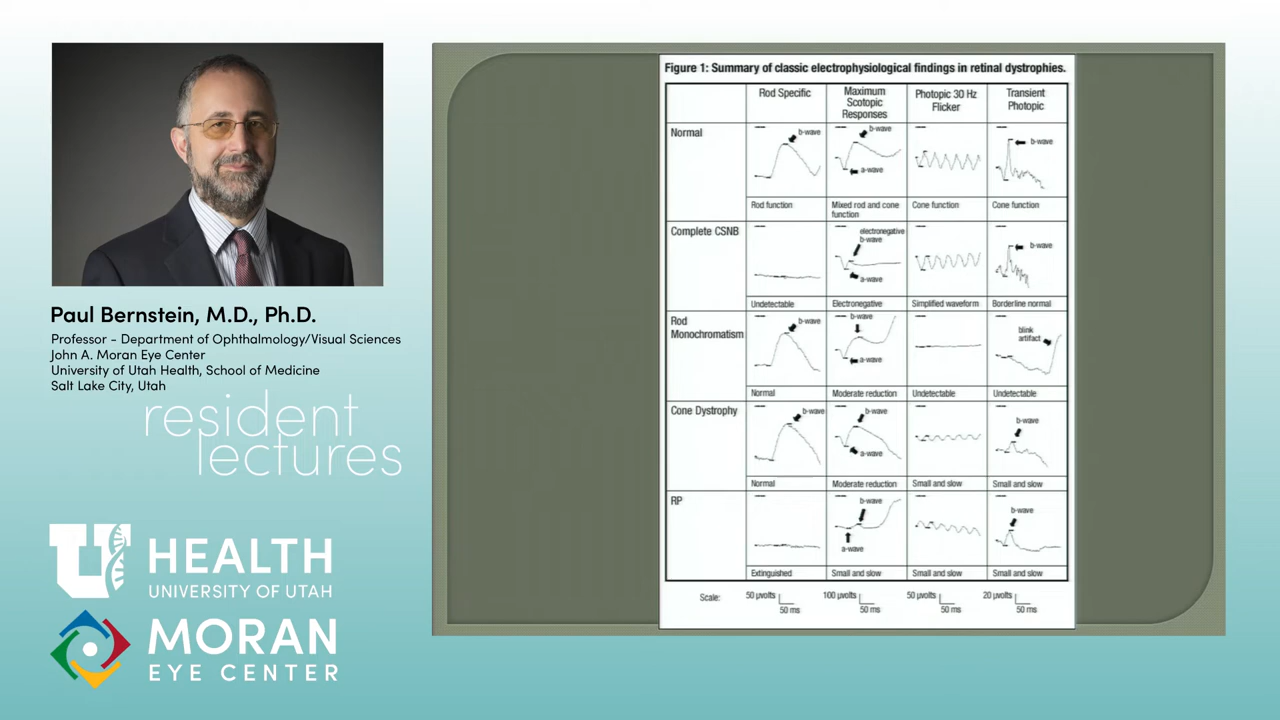 Paul Bernstein, M.D., Ph.D.
Professor - Department of Ophthalmology/Visual Sciences
John A. Moran Eye Center
University of Utah Health, School of Medicine
Salt Lake City, Utah
resident
lectures
U HEALTH
UNIVERSITY OF UTAH
MORAN
EYE CENTER
Figure 1: Summary of classic electrophysiological findings in retinal dystrophies.
Rod Specific
Maximum
Scotopic
Responses
Photopic 30 Hz
Flicker
Transient
Photopic
Normal
b-wave
b-wave
a-wave
b-wave
Rod function
Mixed rod and cone
function
Cone function
Cone function
Complete CSNB
electronegative
b-wave
a-wave
b-wave
Undetectable
Electronegative
Simplified waveform
Borderline normal
Rod
Monochromatism
b-wave
b-wave
a-wave
blink
artifact
Normal
Moderate reduction
Undetectable
Undetectable
Cone Dystrophy
b-wave
b-wave
a-wave
b-wave
Normal
Moderate reduction
Small and slow
Small and slow
RP
b-wave
a-wave
b-wave
Extinguished
Small and slow
Small and slow
Small and slow
Scale:
50 μvolts
50 ms
100 μvolts
50 ms
50 μvolts
50 ms
20 μvolts
50 ms